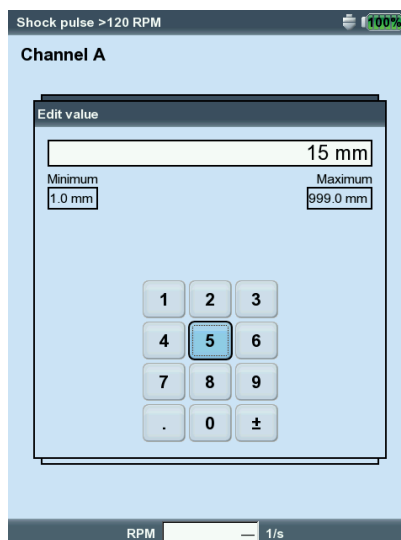 Shock pulse >120 RPM 100%
Channel A
Edit value
15 mm
Minimum Maximum
1.0 mm 999.0 mm
1 2 3
4 5 6
7 8 9
. 0 ±
RPM — 1/s